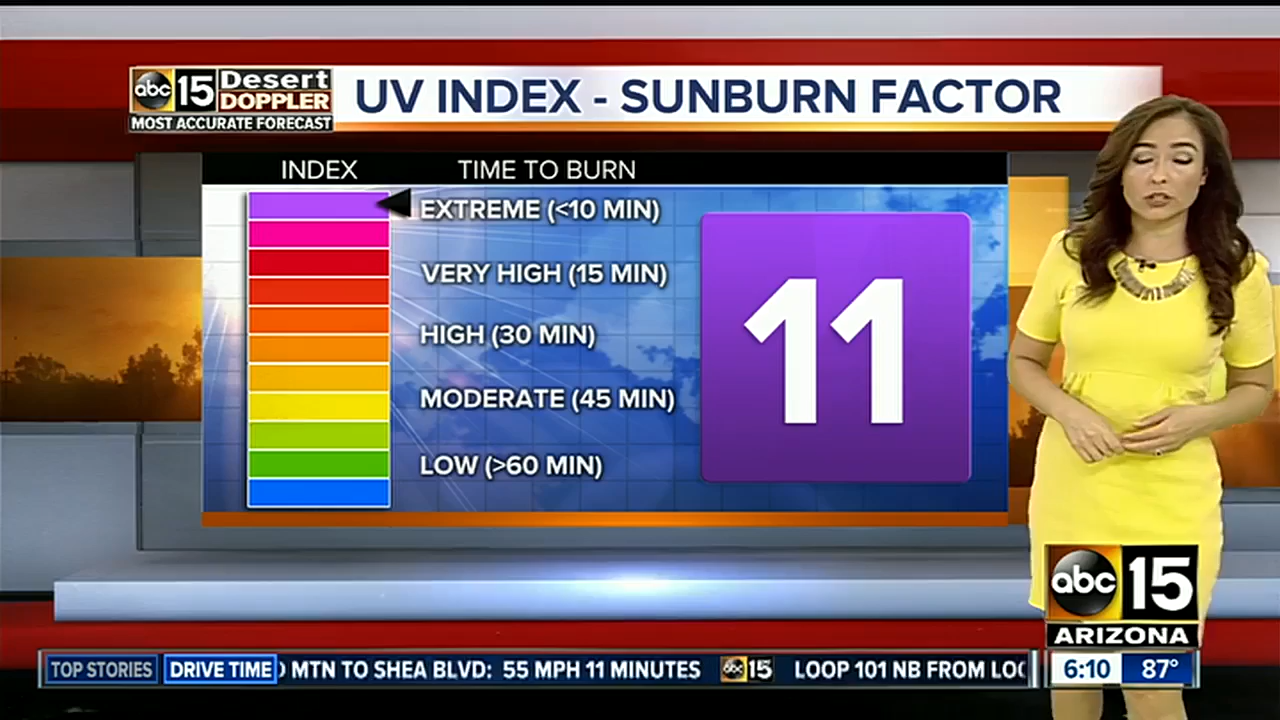 abc 15 Desert DOPPLER
MOST ACCURATE FORECAST
UV INDEX - SUNBURN FACTOR
INDEX TIME TO BURN
EXTREME (<10 MIN)
VERY HIGH (15 MIN)
HIGH (30 MIN)
MODERATE (45 MIN)
LOW (>60 MIN)
11
abc 15
ARIZONA
TOP STORIES DRIVE TIME MTN TO SHEA BLVD: 55 MPH 11 MINUTES abc 15 LOOP 101 NB FROM
6:10 87°